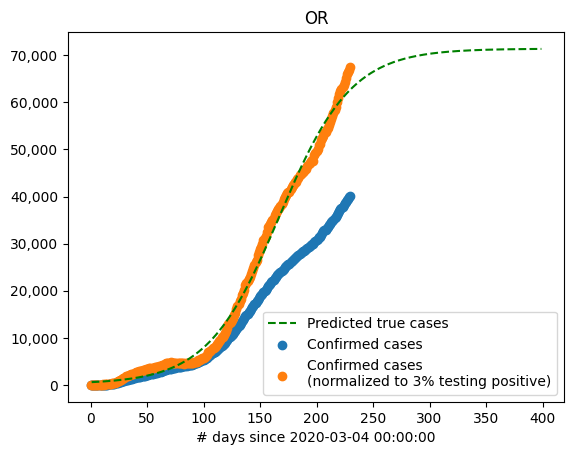 OR
70,000
60,000
50,000
40,000
30,000
20,000
10,000
0
Predicted true cases
Confirmed cases
Confirmed cases
(normalized to 3% testing positive)
0 50 100 150 200 250 300 350 400
# days since 2020-03-04 00:00:00